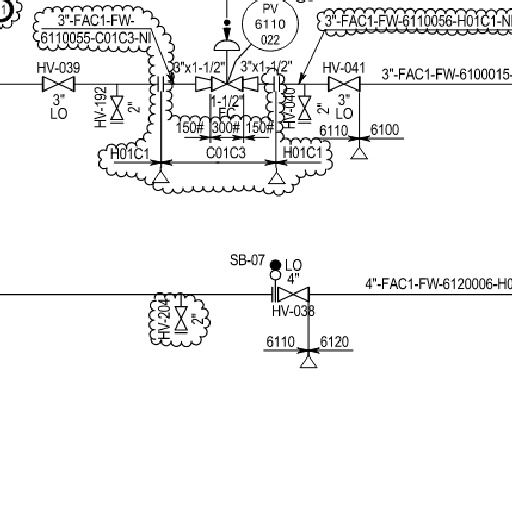 1
3"-FAC1-FW-
6110055-C01C3-NI
PV
6110
022
3"-FAC1-FW-6110056-H01C1-NI
HV-039
3"
LO
HV-192
2"
3"x1-1/2"
3"x1-1/2"
1-1/2"
FC
150#
300#
150#
HV-040
2"
HV-041
3"
LO
3"-FAC1-FW-6100015-
6110
6100
H01C1
C01C3
H01C1
SB-07
LO
4"
HV-038
4"-FAC1-FW-6120006-H0
HV-204
2"
6110
6120